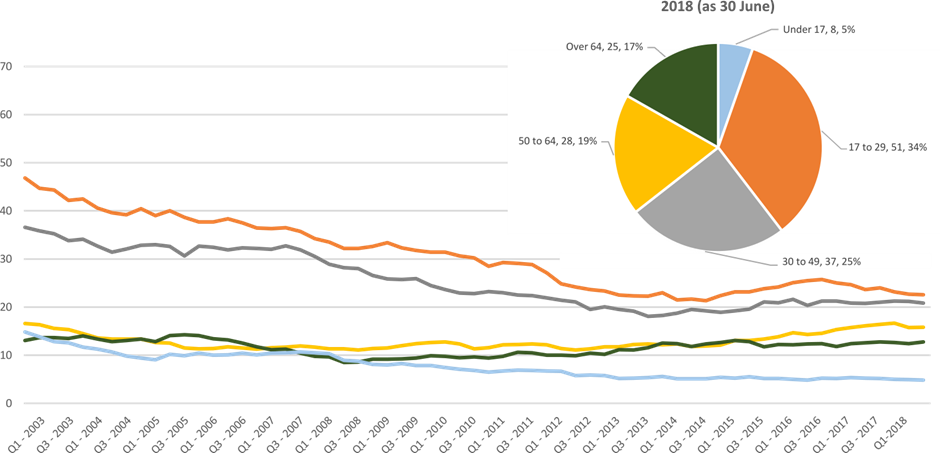 2018 (as 30 June)
Under 17, 8, 5%
Over 64, 25, 17%
17 to 29, 51, 34%
50 to 64, 28, 19%
30 to 49, 37, 25%
70
60
50
40
30
20
10
0
Q1 - 2003
Q3 - 2003
Q1 - 2004
Q3 - 2004
Q1 - 2005
Q3 - 2005
Q1 - 2006
Q3 - 2006
Q1 - 2007
Q3 - 2007
Q1 - 2008
Q3 - 2008
Q1 - 2009
Q3 - 2009
Q1 - 2010
Q3 - 2010
Q1 - 2011
Q3 - 2011
Q1 - 2012
Q3 - 2012
Q1 - 2013
Q3 - 2013
Q1 - 2014
Q3 - 2014
Q1 - 2015
Q3 - 2015
Q1 - 2016
Q3 - 2016
Q1 - 2017
Q3 - 2017
Q1-2018